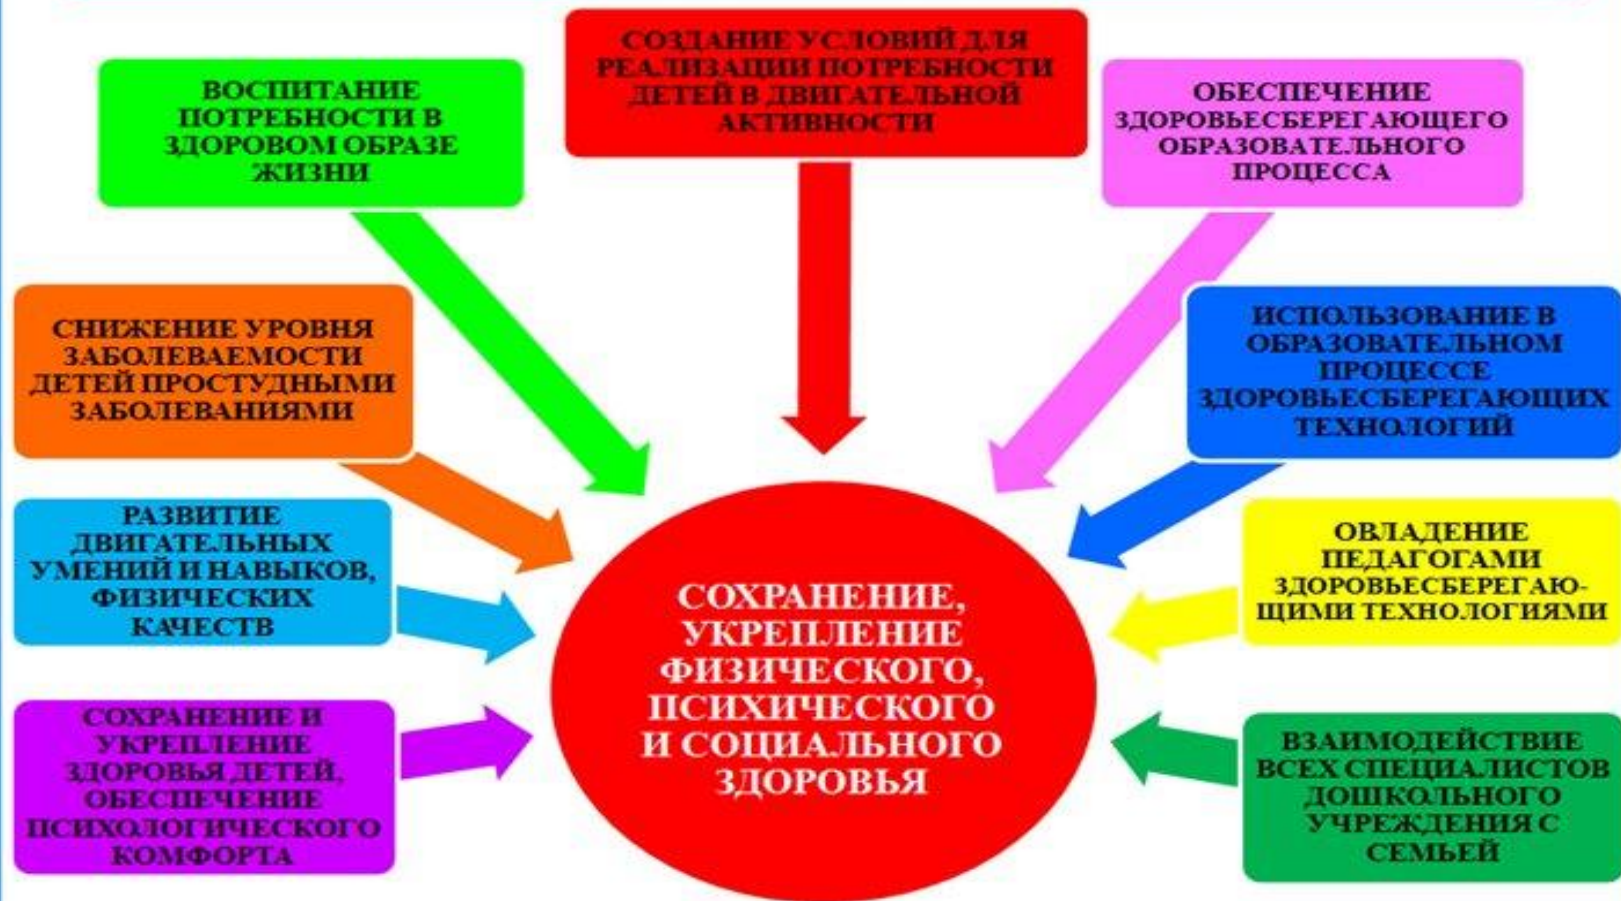 СОЗДАНИЕ УСЛОВИЙ ДЛЯ
РЕАЛИЗАЦИИ ПОТРЕБНОСТИ
ДЕТЕЙ В ДВИГАТЕЛЬНОЙ
АКТИВНОСТИ
ВОСПИТАНИЕ
ПОТРЕБНОСТИ В
ЗДОРОВОМ ОБРАЗЕ
ЖИЗНИ
ОБЕСПЕЧЕНИЕ
ЗДОРОВЬЕСБЕРЕГАЮЩЕГО
ОБРАЗОВАТЕЛЬНОГО
ПРОЦЕССА
СНИЖЕНИЕ УРОВНЯ
ЗАБОЛЕВАЕМОСТИ
ДЕТЕЙ ПРОСТУДНЫМИ
ЗАБОЛЕВАНИЯМИ
ИСПОЛЬЗОВАНИЕ В
ОБРАЗОВАТЕЛЬНОМ
ПРОЦЕССЕ
ЗДОРОВЬЕСБЕРЕГАЮЩИХ
ТЕХНОЛОГИЙ
РАЗВИТИЕ
ДВИГАТЕЛЬНЫХ
УМЕНИЙ И НАВЫКОВ,
ФИЗИЧЕСКИХ
КАЧЕСТВ
ОВЛАДЕНИЕ
ПЕДАГОГАМИ
ЗДОРОВЬЕСБЕРЕГАЮ-
ЩИМИ ТЕХНОЛОГИЯМИ
СОХРАНЕНИЕ,
УКРЕПЛЕНИЕ
ФИЗИЧЕСКОГО,
ПСИХИЧЕСКОГО
И СОЦИАЛЬНОГО
ЗДОРОВЬЯ
СОХРАНЕНИЕ И
УКРЕПЛЕНИЕ
ЗДОРОВЬЯ ДЕТЕЙ,
ОБЕСПЕЧЕНИЕ
ПСИХОЛОГИЧЕСКОГО
КОМФОРТА
ВЗАИМОДЕЙСТВИЕ
ВСЕХ СПЕЦИАЛИСТОВ
ДОШКОЛЬНОГО
УЧРЕЖДЕНИЯ С
СЕМЬЕЙ